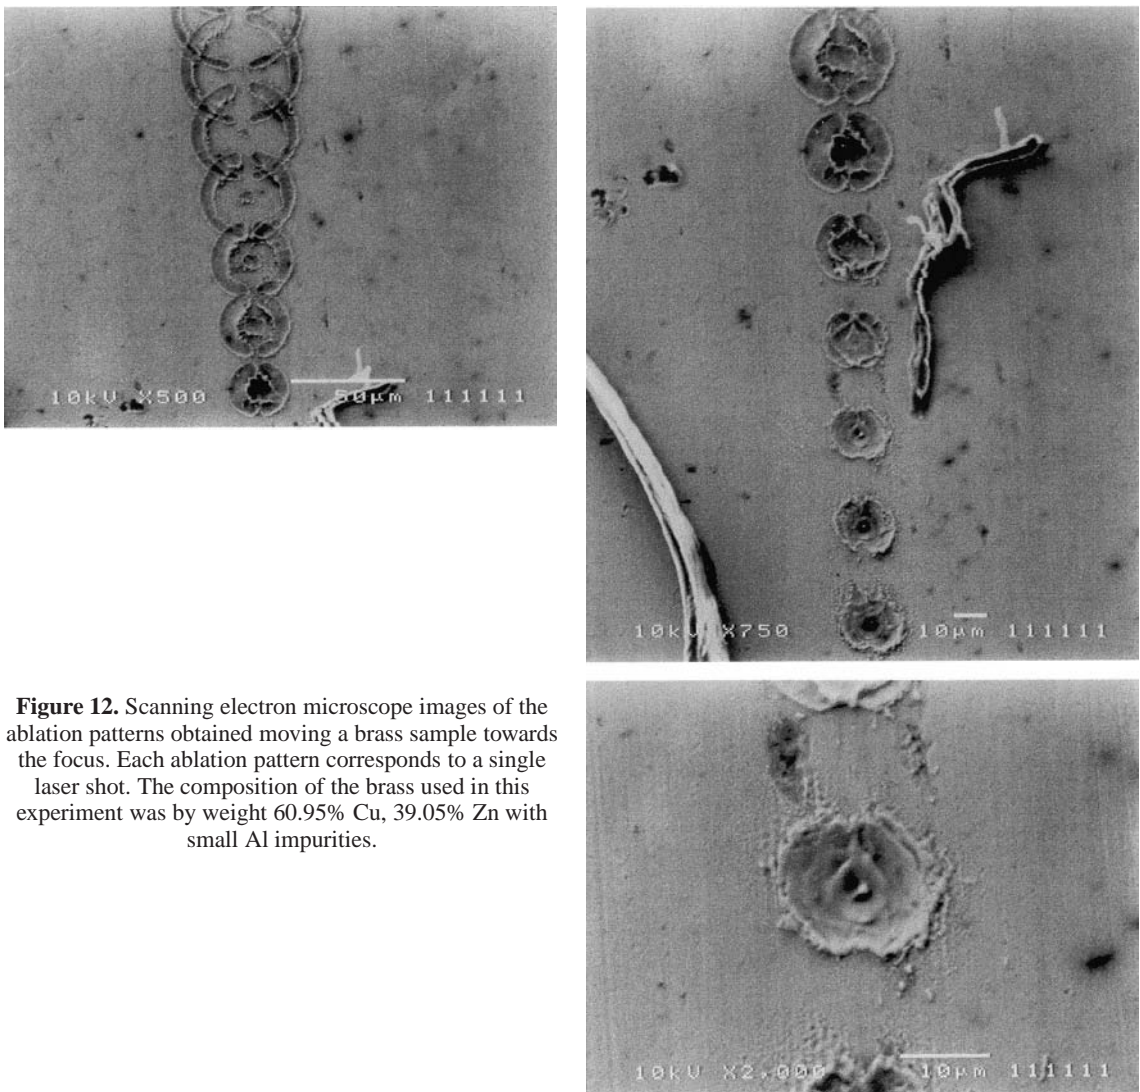 10kV X500 50µm 111111
10kV X750 10µm 111111
Figure 12. Scanning electron microscope images of the
ablation patterns obtained moving a brass sample towards
the focus. Each ablation pattern corresponds to a single
laser shot. The composition of the brass used in this
experiment was by weight 60.95% Cu, 39.05% Zn with
small Al impurities.
10kV X2,000 10µm 111111